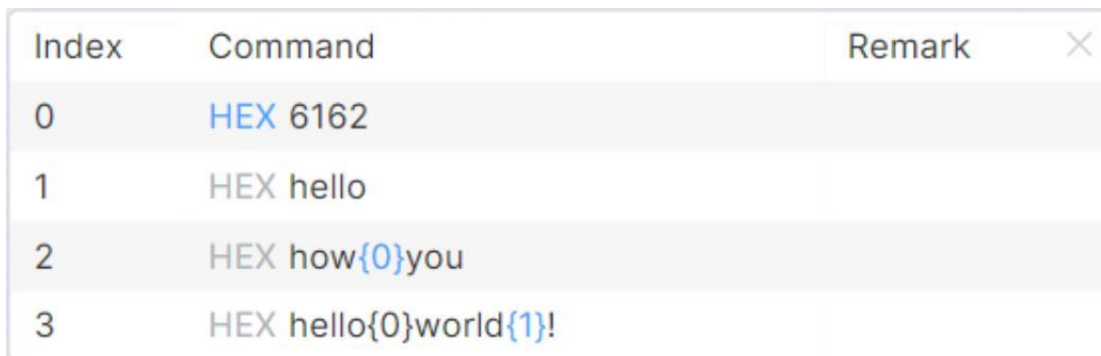 Index Command Remark ×
0 HEX 6162
1 HEX hello
2 HEX how{0}you
3 HEX hello{0}world{1}!